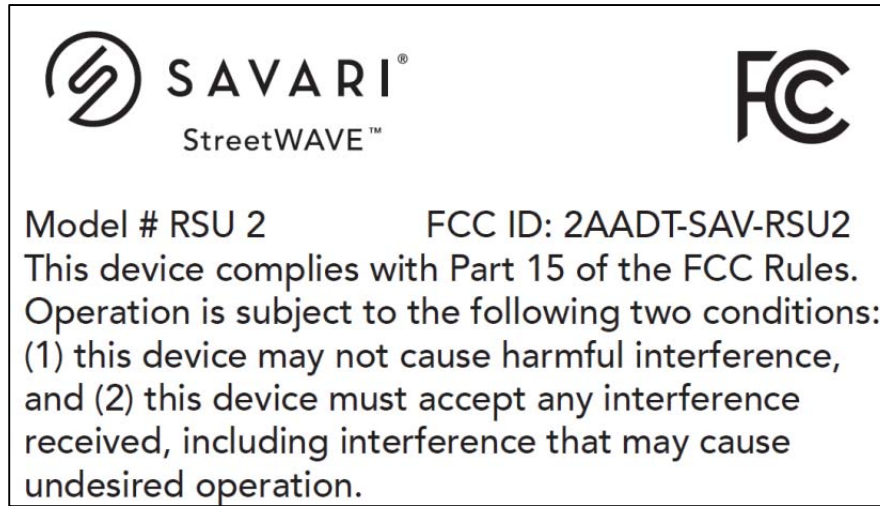 SAVARI®
StreetWAVE™
FC
Model # RSU 2 FCC ID: 2AADT-SAV-RSU2
This device complies with Part 15 of the FCC Rules.
Operation is subject to the following two conditions:
(1) this device may not cause harmful interference,
and (2) this device must accept any interference
received, including interference that may cause
undesired operation.